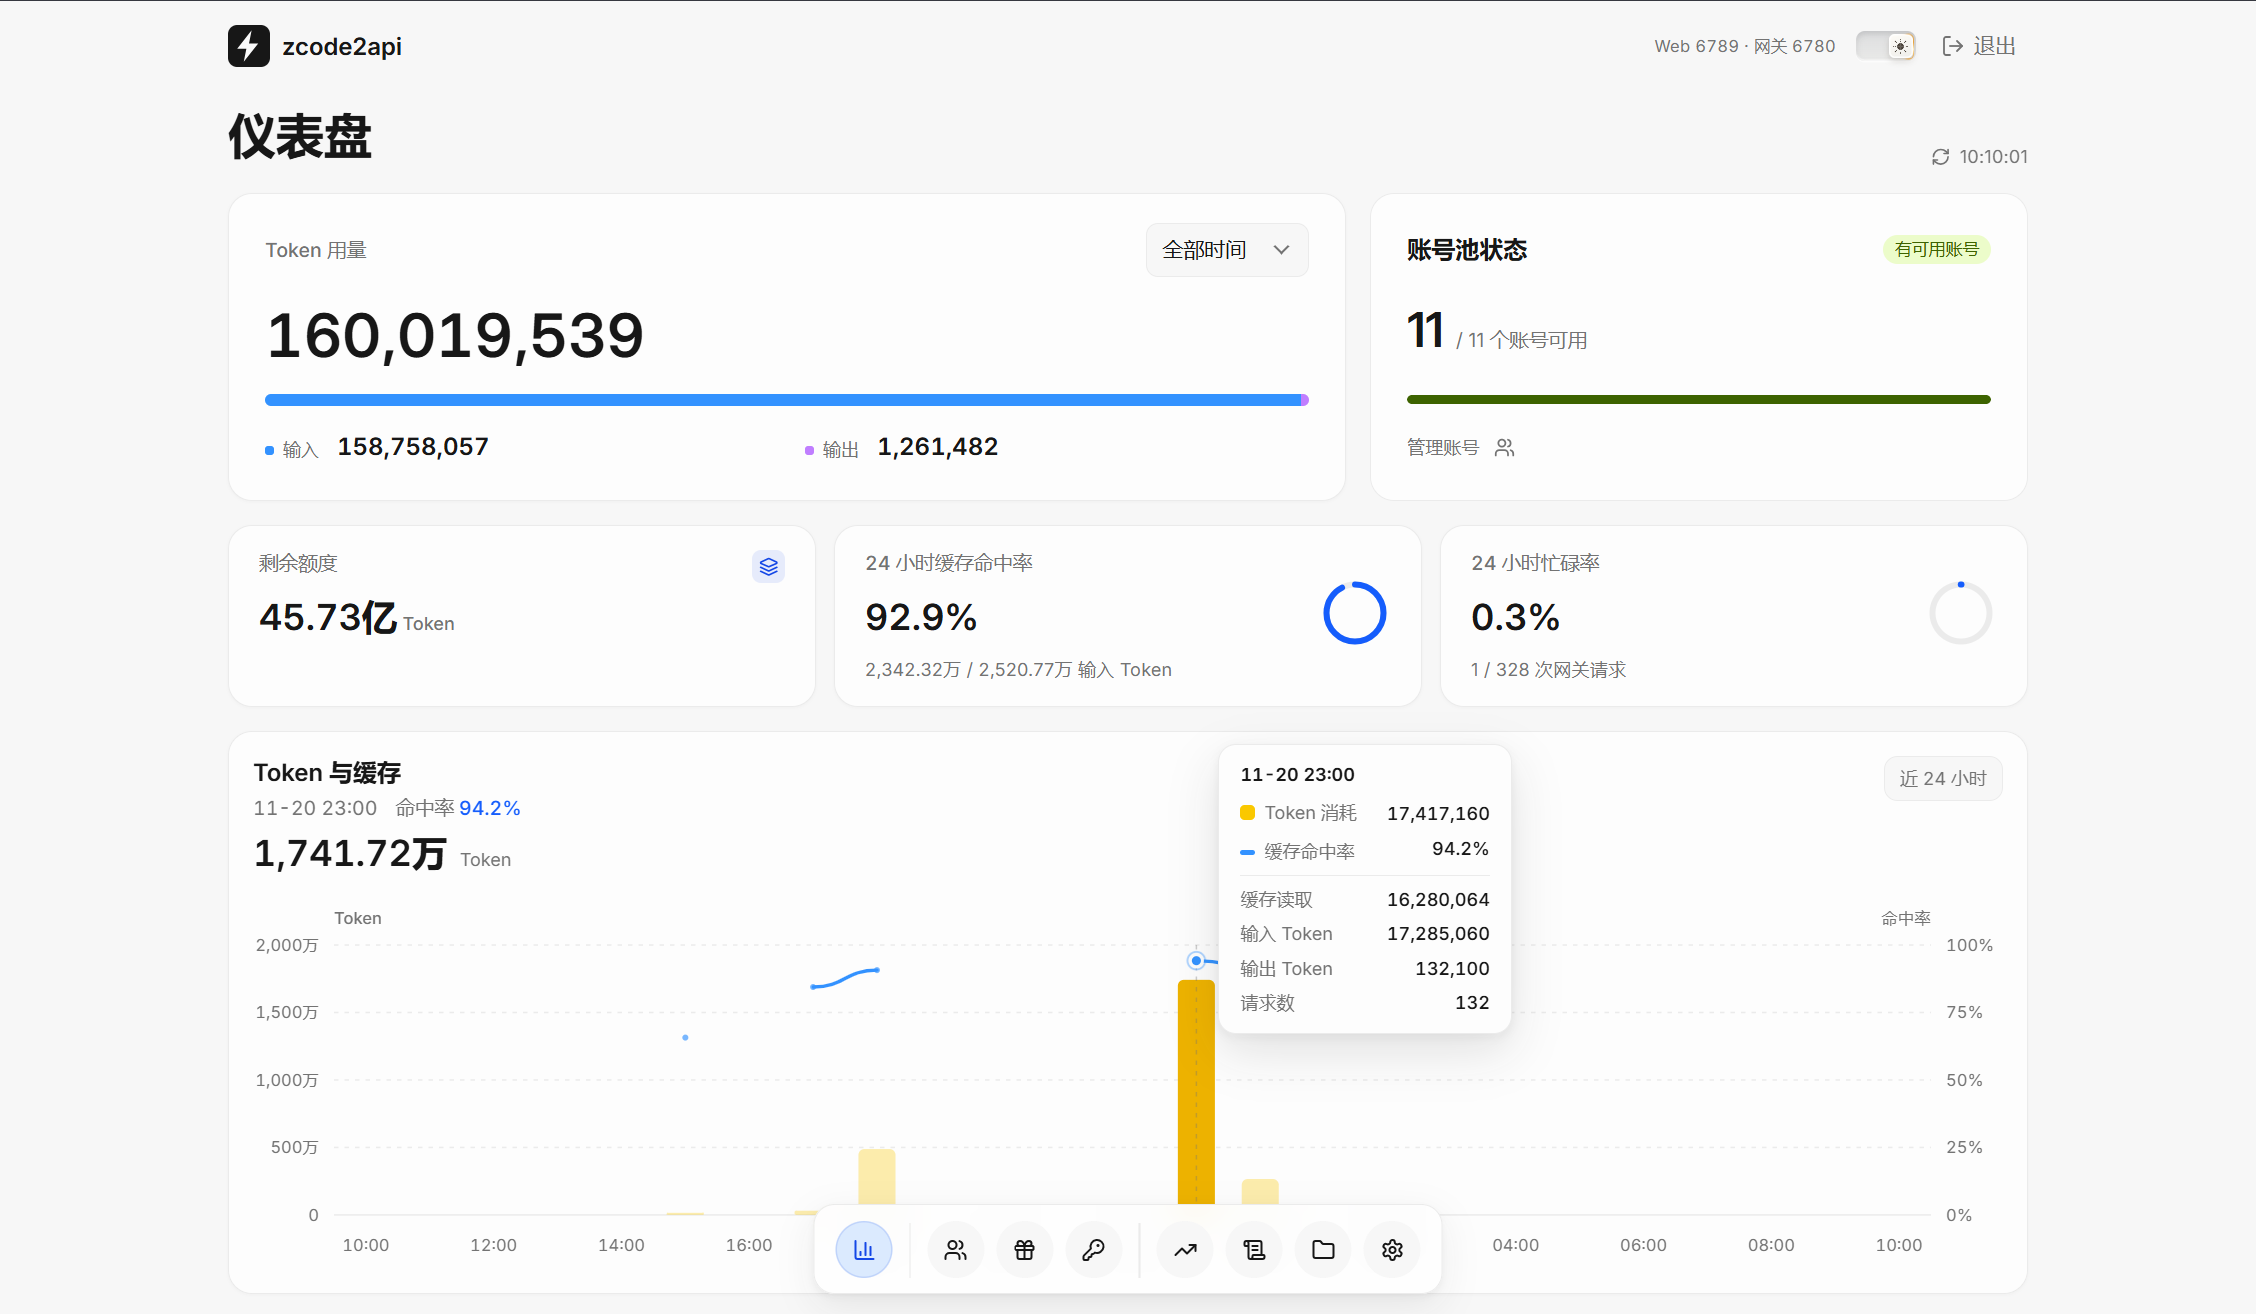 zcode2api
Web 6789 · 网关 6780
退出
仪表盘
10:10:01
Token 用量
全部时间
160,019,539
输入 158,758,057
输出 1,261,482
账号池状态
有可用账号
11 / 11 个账号可用
管理账号
剩余额度
45.73亿 Token
24 小时缓存命中率
92.9%
2,342.32万 / 2,520.77万 输入 Token
24 小时忙碌率
0.3%
1 / 328 次网关请求
Token 与缓存
11-20 23:00 命中率 94.2%
1,741.72万 Token
近 24 小时
11-20 23:00
Token 消耗 17,417,160
缓存命中率 94.2%
缓存读取 16,280,064
输入 Token 17,285,060
输出 Token 132,100
请求数 132
Token
命中率
2,000万
100%
1,500万
75%
1,000万
50%
500万
25%
0
0%
10:00
12:00
14:00
16:00
04:00
06:00
08:00
10:00